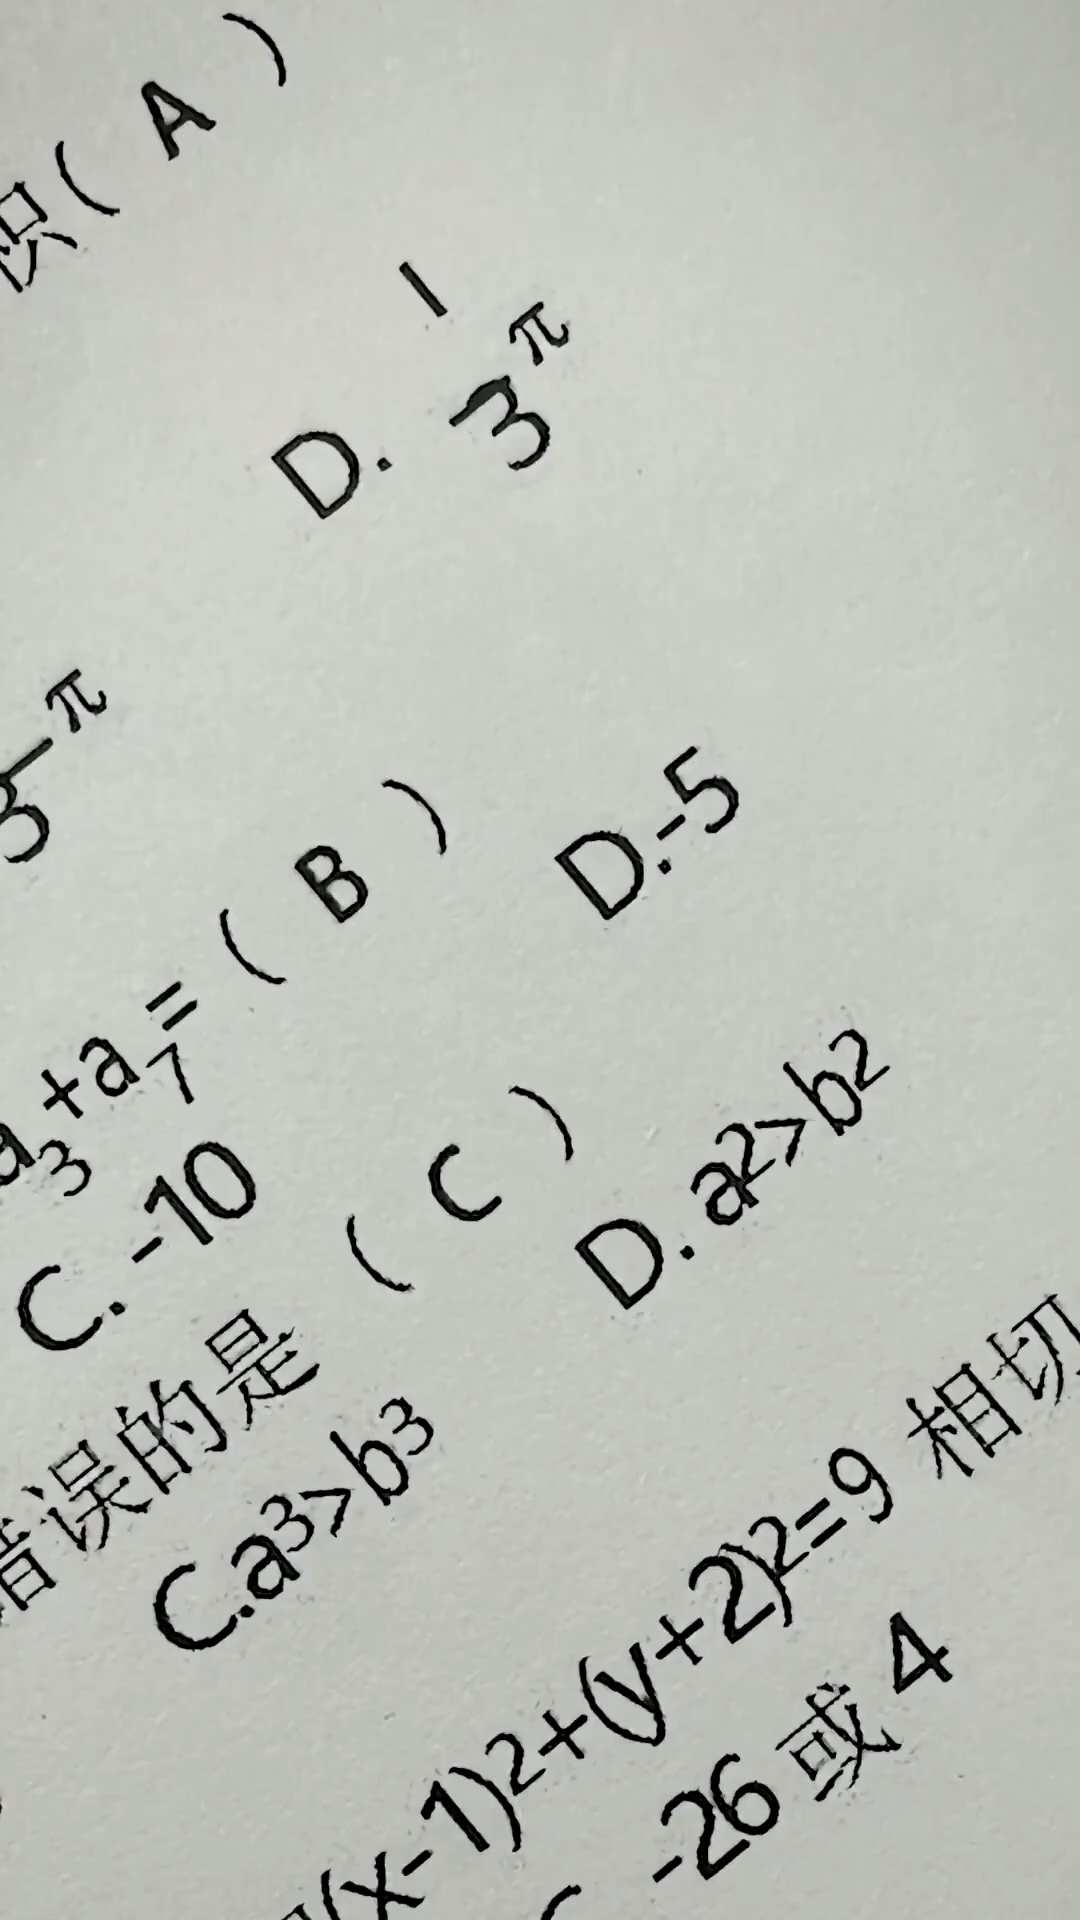 积( A )
D. 1/3 π
3 π
a₃+a₇=( B )
C. -10 D.-5
错误的是 ( C )
C.a³>b³ D. a²>b²
(x-1)²+(y+2)²=9 相切
-26 或 4